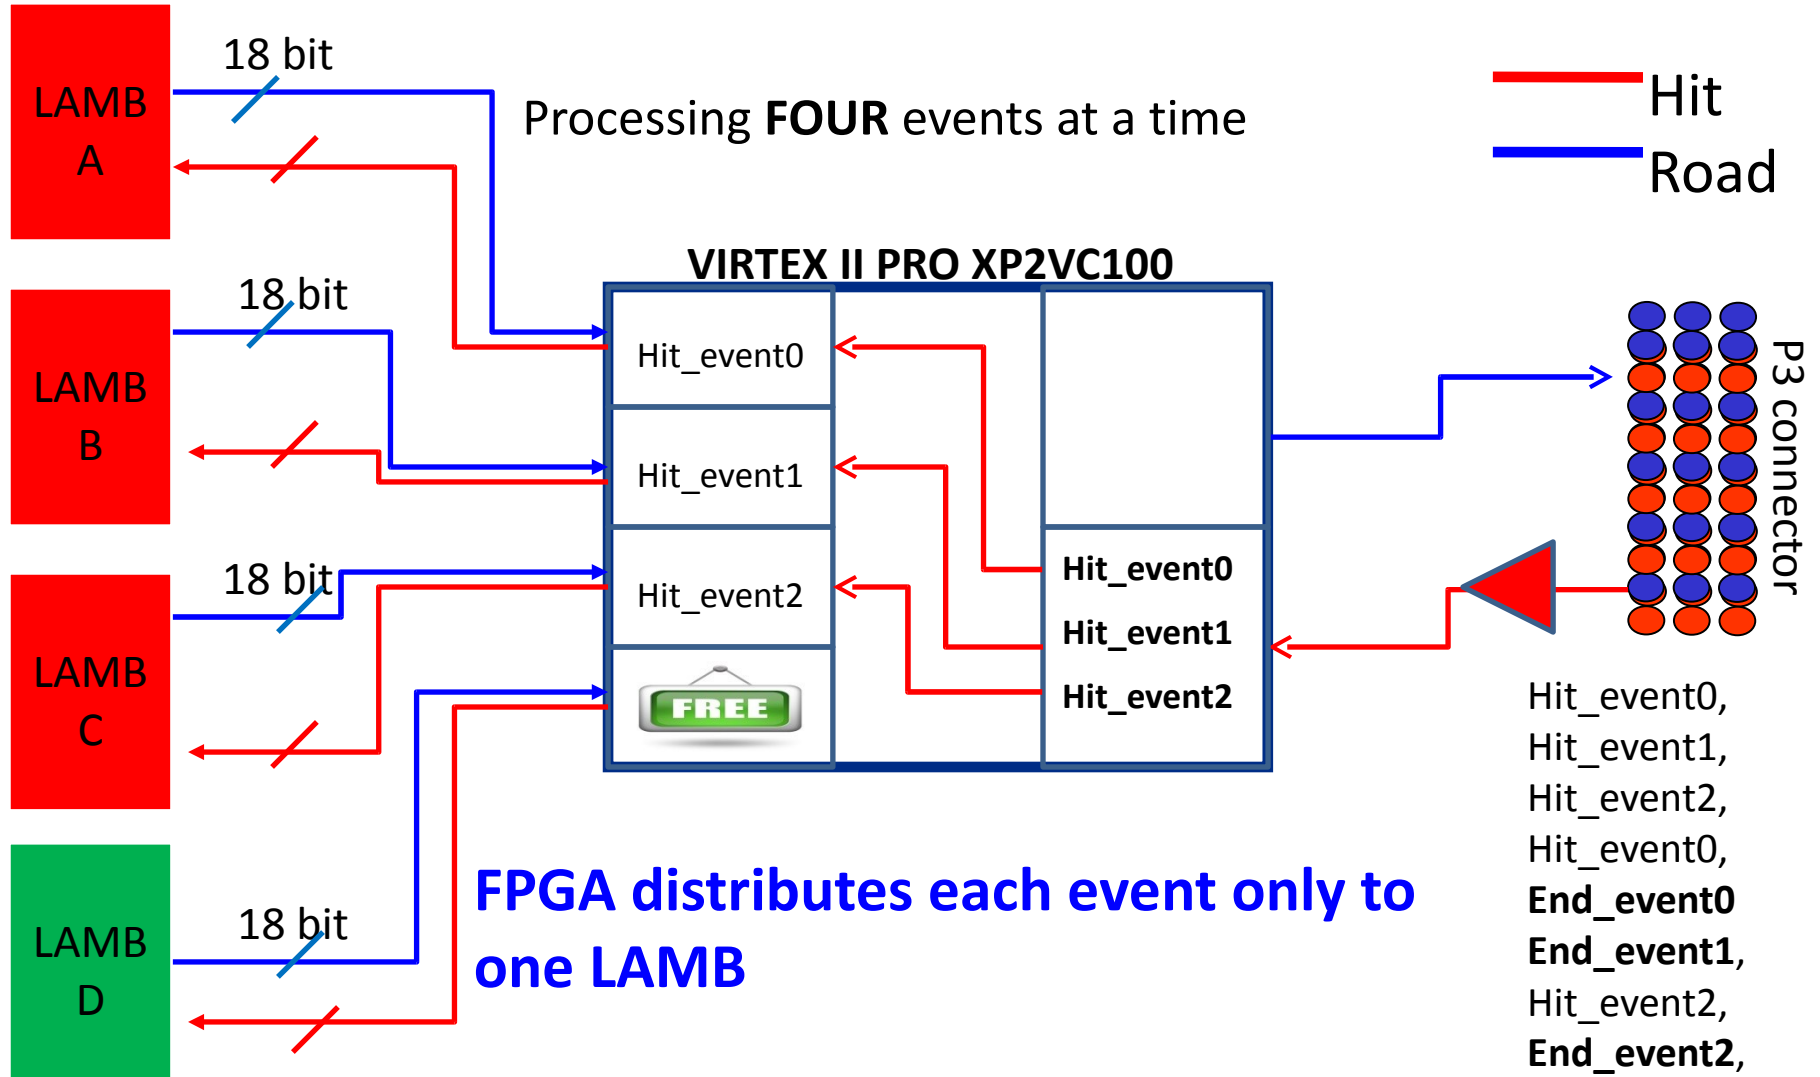 18 bit
LAMB
A
Processing FOUR events at a time
Hit
Road
VIRTEX II PRO XP2VC100
18 bit
LAMB
B
Hit_event0
Hit_event1
Hit_event2
FREE
Hit_event0
Hit_event1
Hit_event2
P3 connector
18 bit
LAMB
C
18 bit
LAMB
D
FPGA distributes each event only to
one LAMB
Hit_event0,
Hit_event1,
Hit_event2,
Hit_event0,
End_event0
End_event1,
Hit_event2,
End_event2,